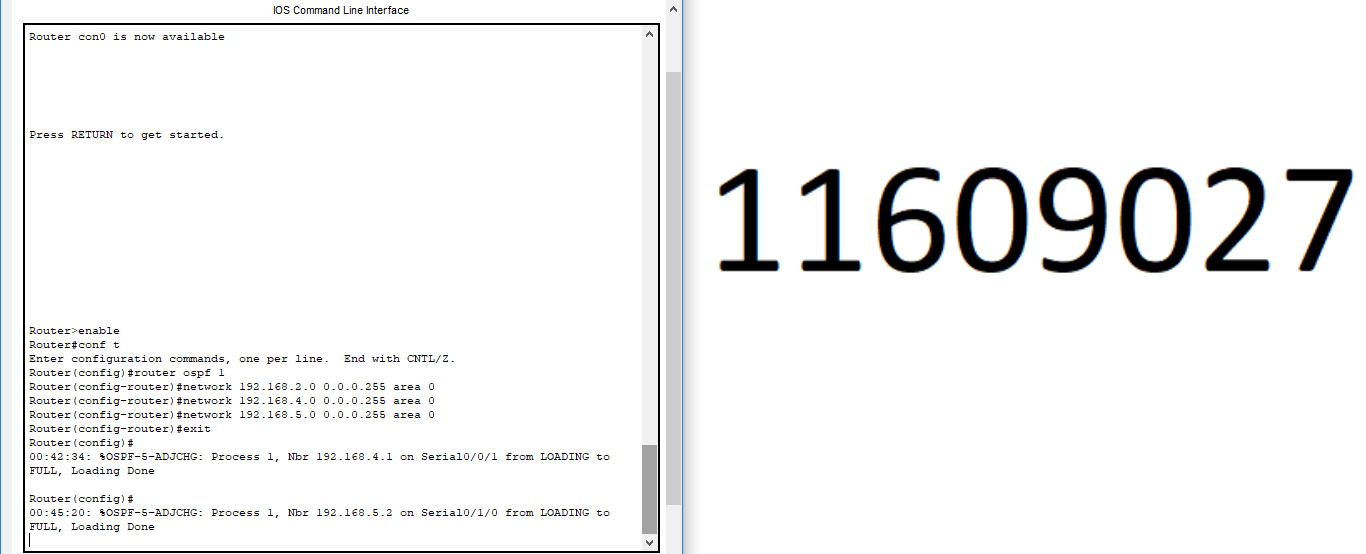 IOS Command Line Interface
Router con0 is now available
Press RETURN to get started.
Router>enable
Router#conf t
Enter configuration commands, one per line.  End with CNTL/Z.
Router(config)#router ospf 1
Router(config-router)#network 192.168.2.0 0.0.0.255 area 0
Router(config-router)#network 192.168.4.0 0.0.0.255 area 0
Router(config-router)#network 192.168.5.0 0.0.0.255 area 0
Router(config-router)#exit
Router(config)#
00:42:34: %OSPF-5-ADJCHG: Process 1, Nbr 192.168.4.1 on Serial0/0/1 from LOADING to
FULL, Loading Done
Router(config)#
00:45:20: %OSPF-5-ADJCHG: Process 1, Nbr 192.168.5.2 on Serial0/1/0 from LOADING to
FULL, Loading Done
11609027